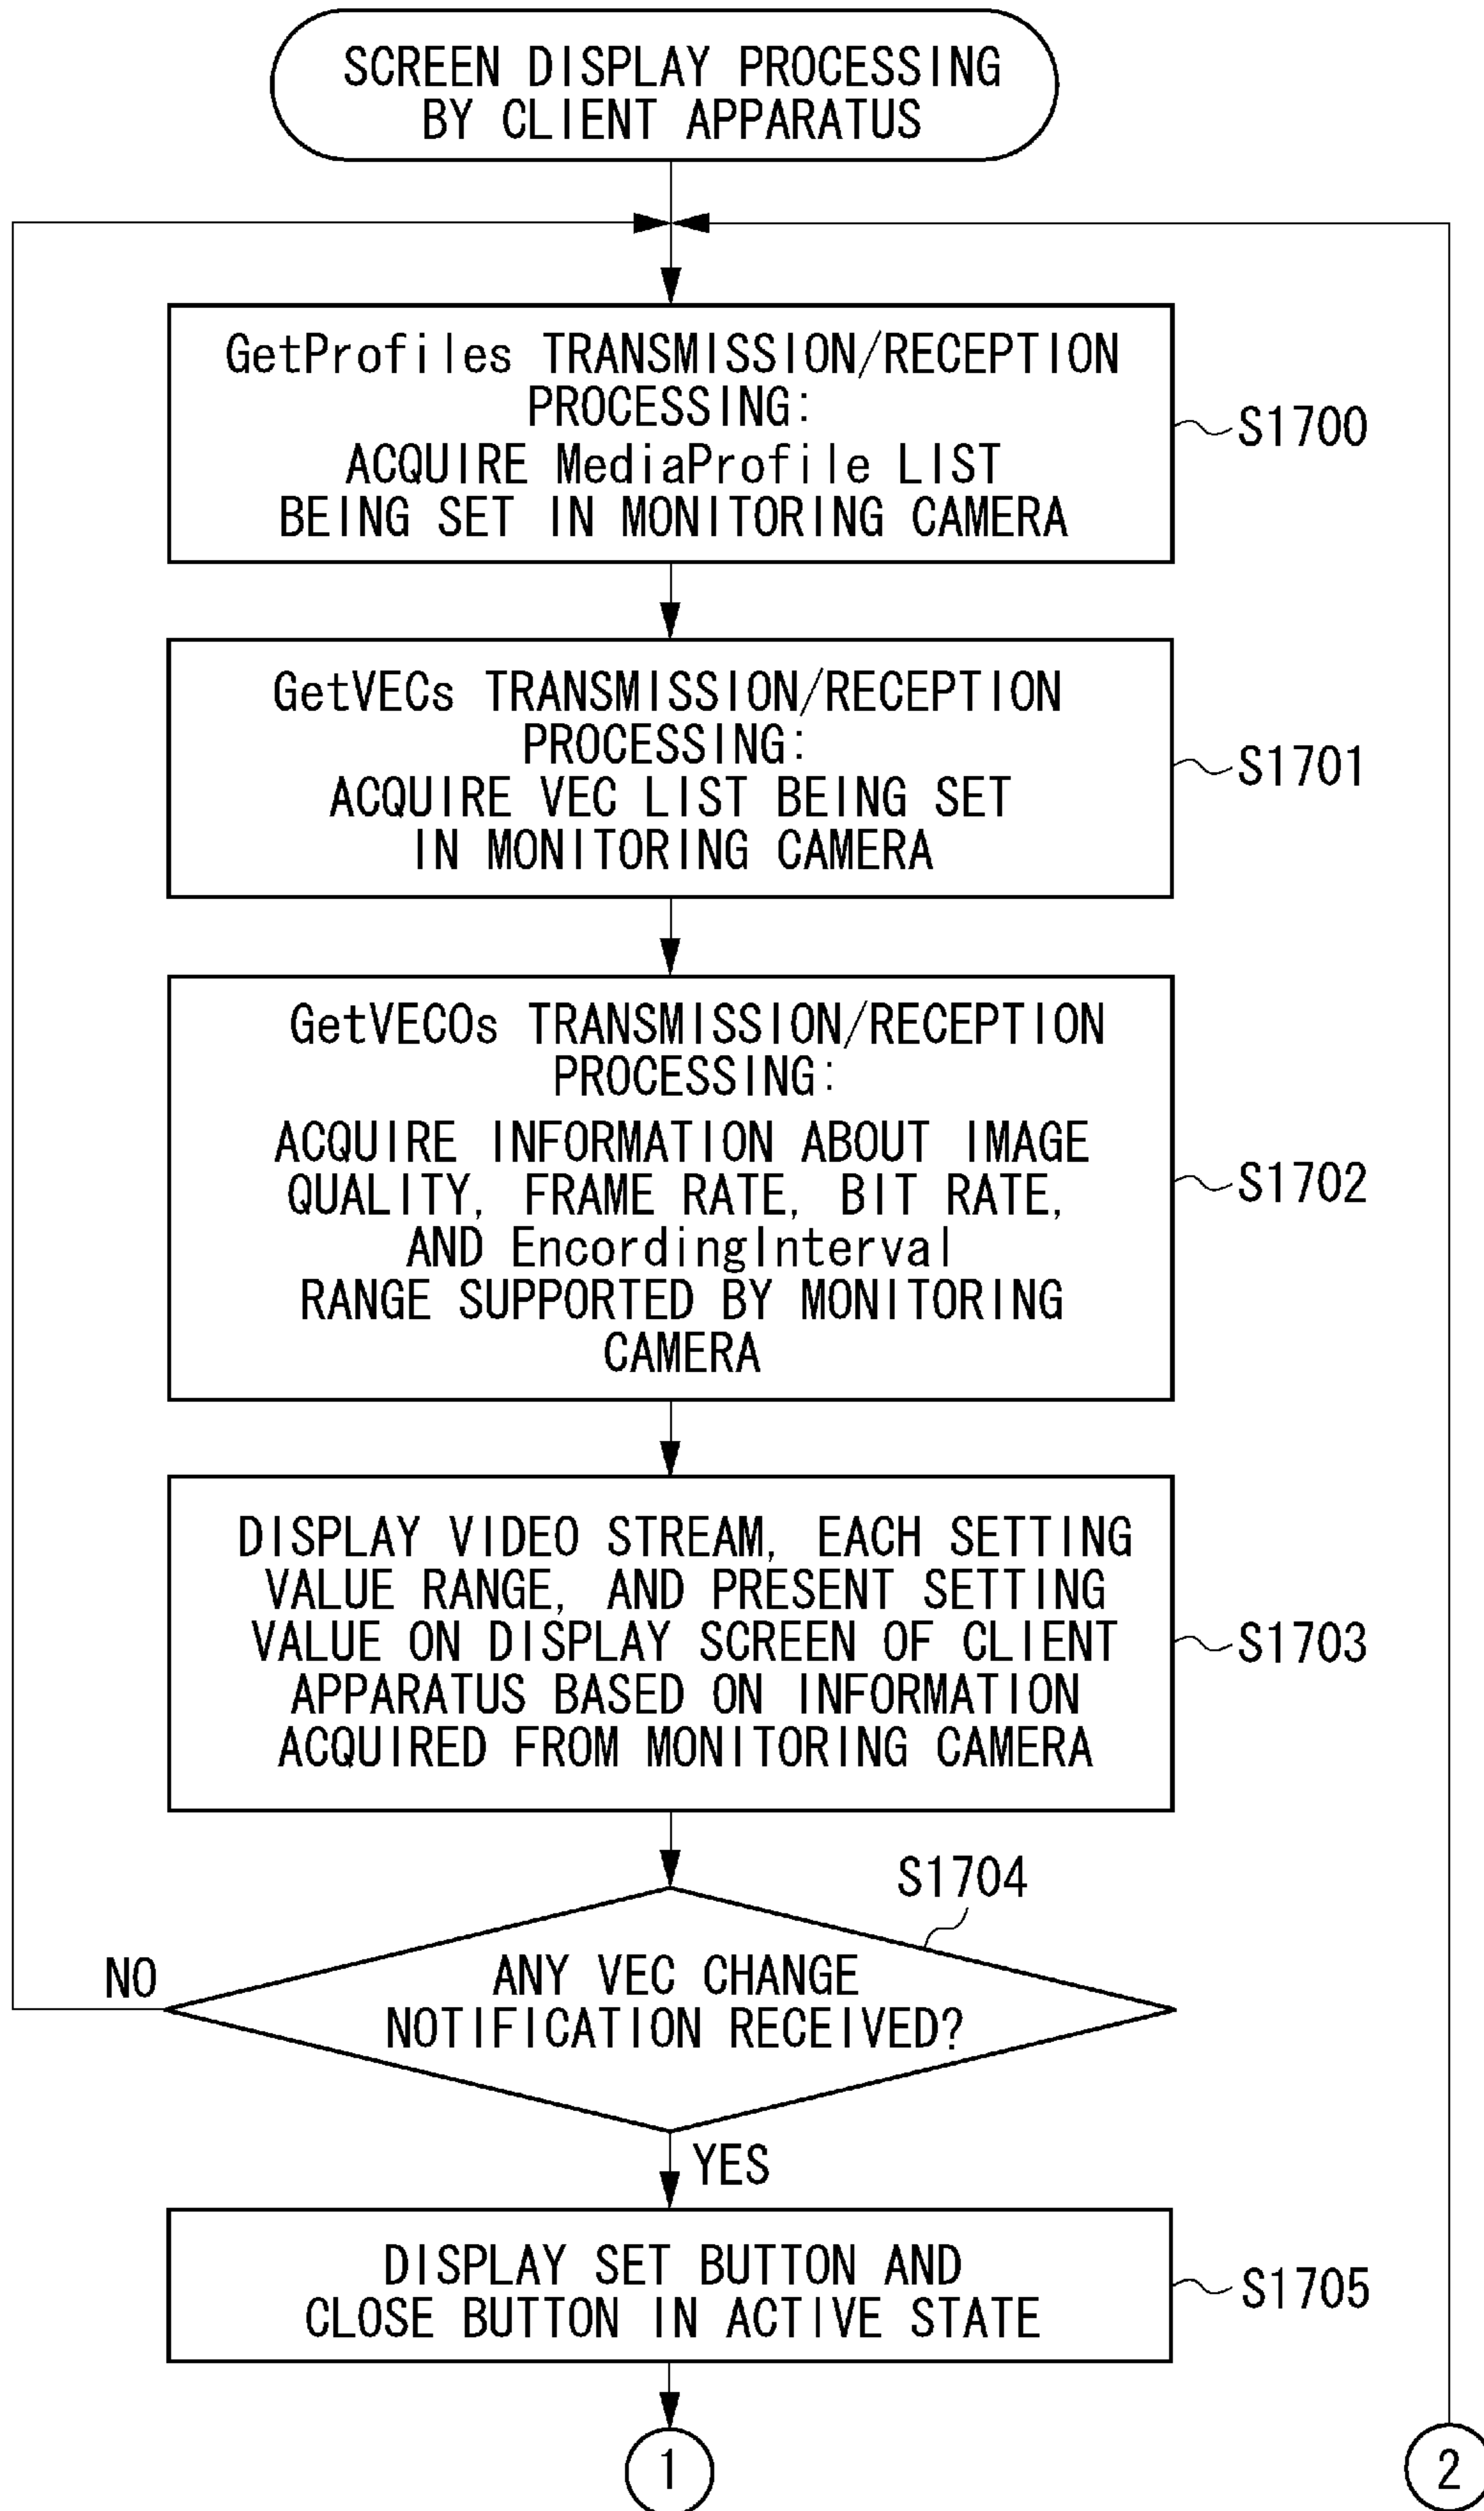 SCREEN DISPLAY PROCESSING
BY CLIENT APPARATUS
GetProfiles TRANSMISSION/RECEPTION
PROCESSING:
ACQUIRE MediaProfile LIST
BEING SET IN MONITORING CAMERA
S1700
GetVECs TRANSMISSION/RECEPTION
PROCESSING:
ACQUIRE VEC LIST BEING SET
IN MONITORING CAMERA
S1701
GetVECOs TRANSMISSION/RECEPTION
PROCESSING:
ACQUIRE INFORMATION ABOUT IMAGE
QUALITY, FRAME RATE, BIT RATE,
AND EncordingInterval
RANGE SUPPORTED BY MONITORING
CAMERA
S1702
DISPLAY VIDEO STREAM, EACH SETTING
VALUE RANGE, AND PRESENT SETTING
VALUE ON DISPLAY SCREEN OF CLIENT
APPARATUS BASED ON INFORMATION
ACQUIRED FROM MONITORING CAMERA
S1703
S1704
ANY VEC CHANGE
NOTIFICATION RECEIVED?
NO
YES
DISPLAY SET BUTTON AND
CLOSE BUTTON IN ACTIVE STATE
S1705
1
2